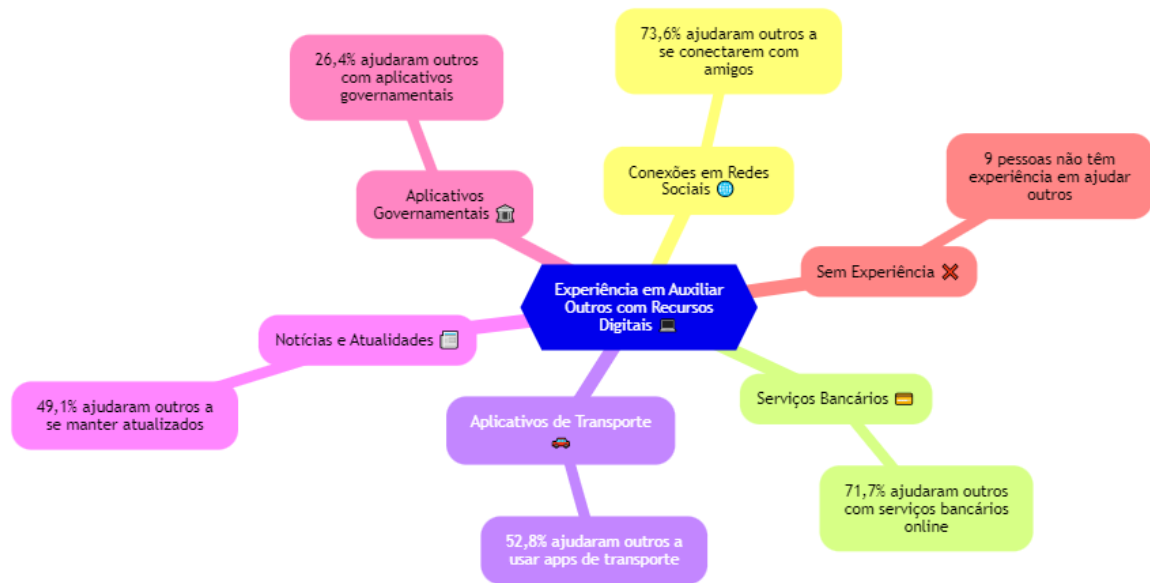 73,6% ajudaram outros a
se conectarem com
amigos
26,4% ajudaram outros
com aplicativos
governamentais
9 pessoas não têm
experiência em ajudar
outros
Conexões em Redes
Sociais 🌐
Aplicativos
Governamentais 🏛️
Sem Experiência ❌
Experiência em Auxiliar
Outros com Recursos
Digitais 💻
Notícias e Atualidades 📰
Serviços Bancários 💳
49,1% ajudaram outros a
se manter atualizados
Aplicativos de Transporte
🚗
71,7% ajudaram outros
com serviços bancários
online
52,8% ajudaram outros a
usar apps de transporte